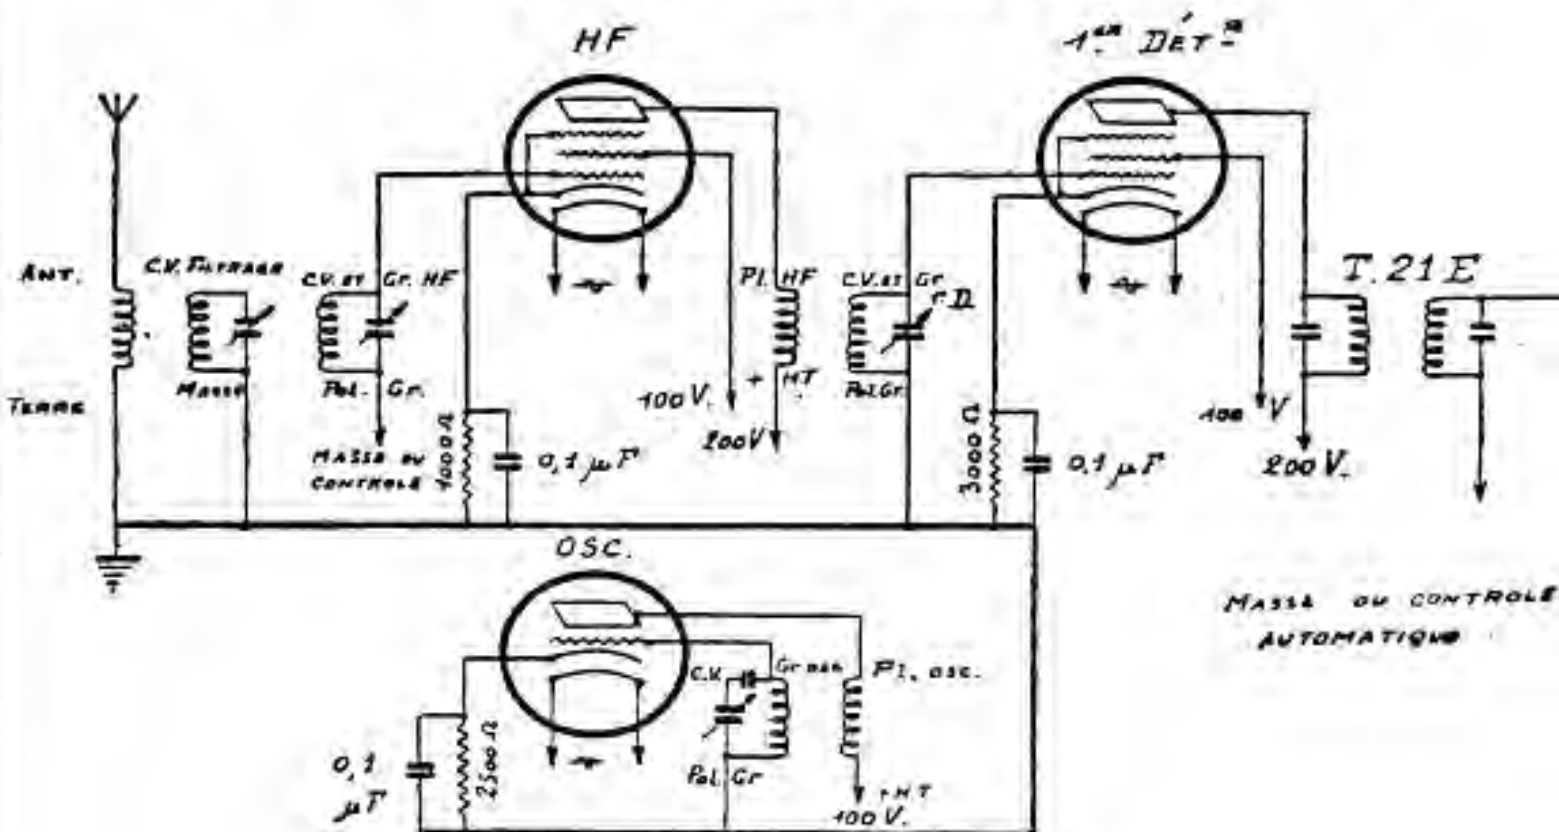 HF
1er DÉTce
ANT.
C.V. FILTRAGE
C.V. ET Gr. HF
Pl. HF
C.V. ET Gr.
r.D
T. 21 E
TERRE
MASSE
Pol. Gr.
+ HT
Pol Gr.
100 V.
200V
100 V
200 V.
MASSE OU
CONTROLE
1000 Ω
0,1 µF
3000 Ω
0,1 µF
OSC.
MASSE OU CONTROLE
AUTOMATIQUE
C.V.
Gr osc
Pl. osc.
0,1
µF
2500 Ω
Pol Gr
+HT
100 V.